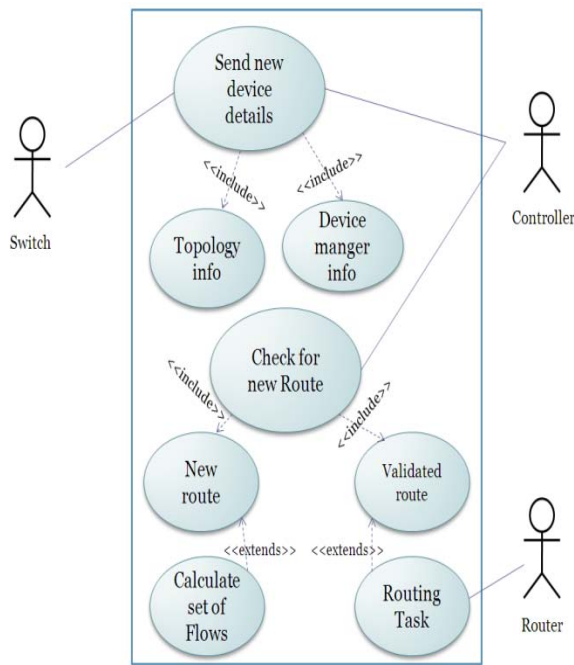 Send new
device
details
<<include>>
<<include>>
Switch
Controller
Topology
info
Device
manger
info
Check for
new Route
<<include>>
<<include>>
New
route
Validated
route
<<extends>>
<<extends>>
Calculate
set of
Flows
Routing
Task
Router